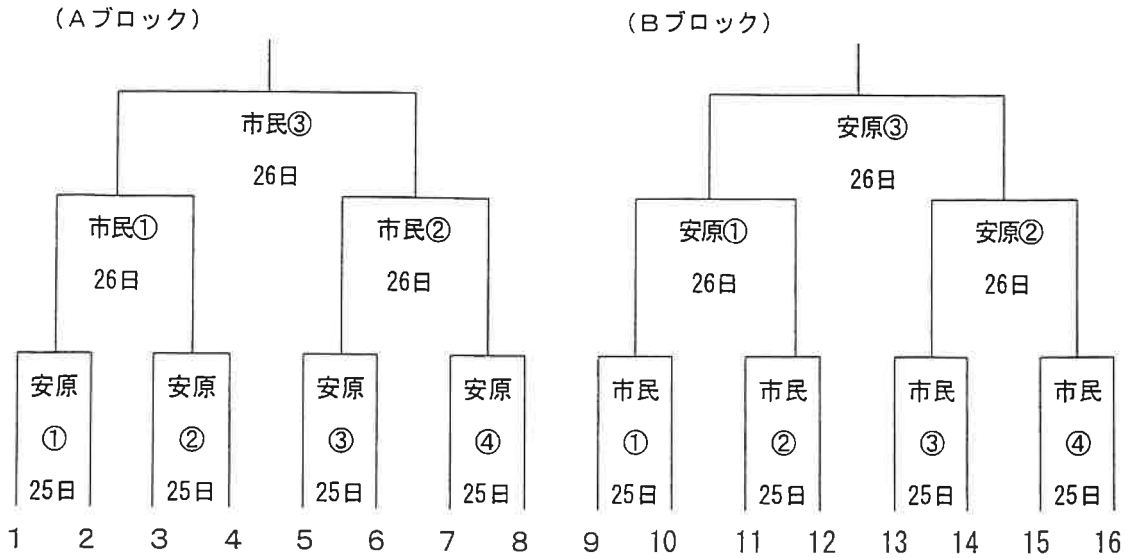 (Aブロック) (Bブロック)
市民③ 安原③
26日 26日
市民① 市民② 安原① 安原②
26日 26日 26日 26日
安原 安原 安原 安原 市民 市民 市民 市民
① ② ③ ④ ① ② ③ ④
25日 25日 25日 25日 25日 25日 25日 25日
1 2 3 4 5 6 7 8 9 10 11 12 13 14 15 16